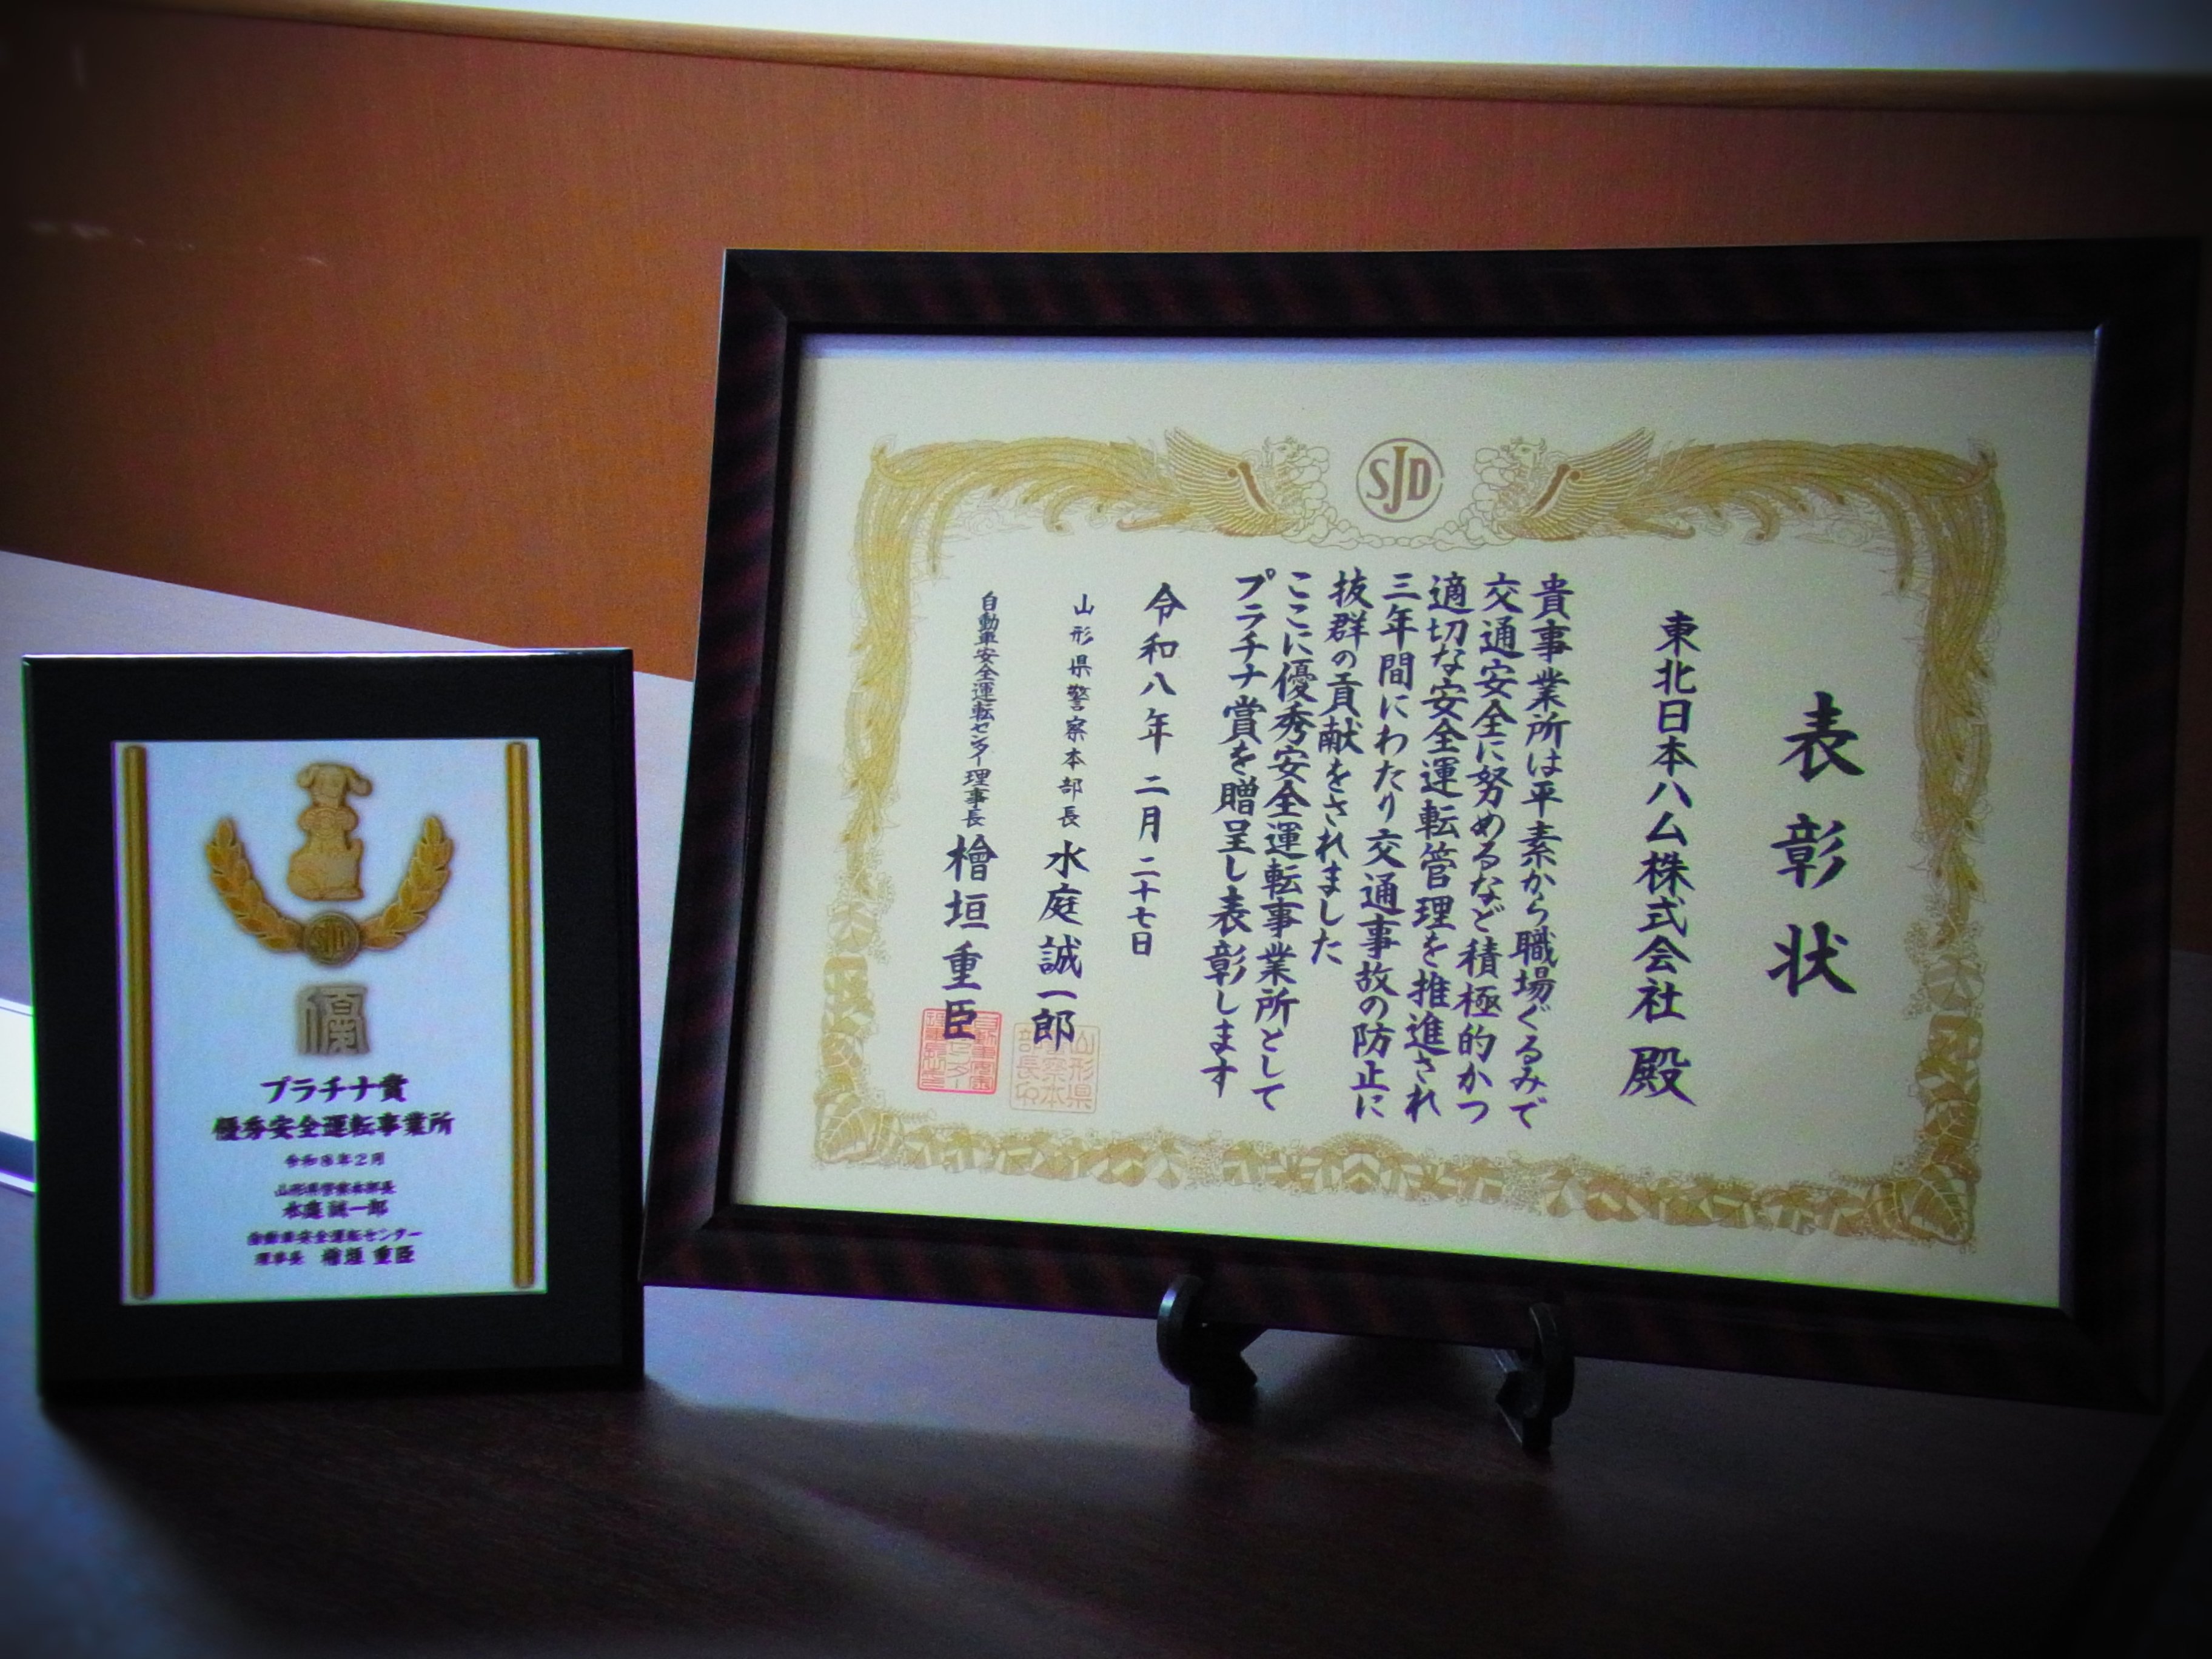 SJD
表彰状
東北日本ハム株式会社 殿
貴事業所は平素から職場ぐるみで
交通安全に努めるなど積極的かつ
適切な安全運転管理を推進され
三年間にわたり交通事故の防止に
抜群の貢献をされました
ここに優秀安全運転事業所として
プラチナ賞を贈呈し表彰します
令和八年二月二十七日
山形県警察本部長 水庭誠一郎
自動車安全運転センター理事長 檜垣重臣
SJD
優
プラチナ賞
優秀安全運転事業所
令和8年2月
山形県警察本部長
水庭誠一郎
自動車安全運転センター
理事長 檜垣重臣